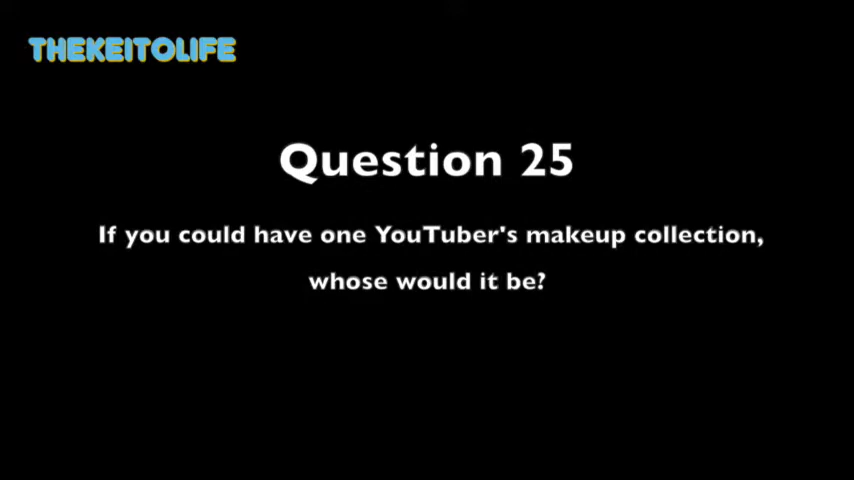 THEKEITOLIFE
Question 25
If you could have one YouTuber's makeup collection,
whose would it be?